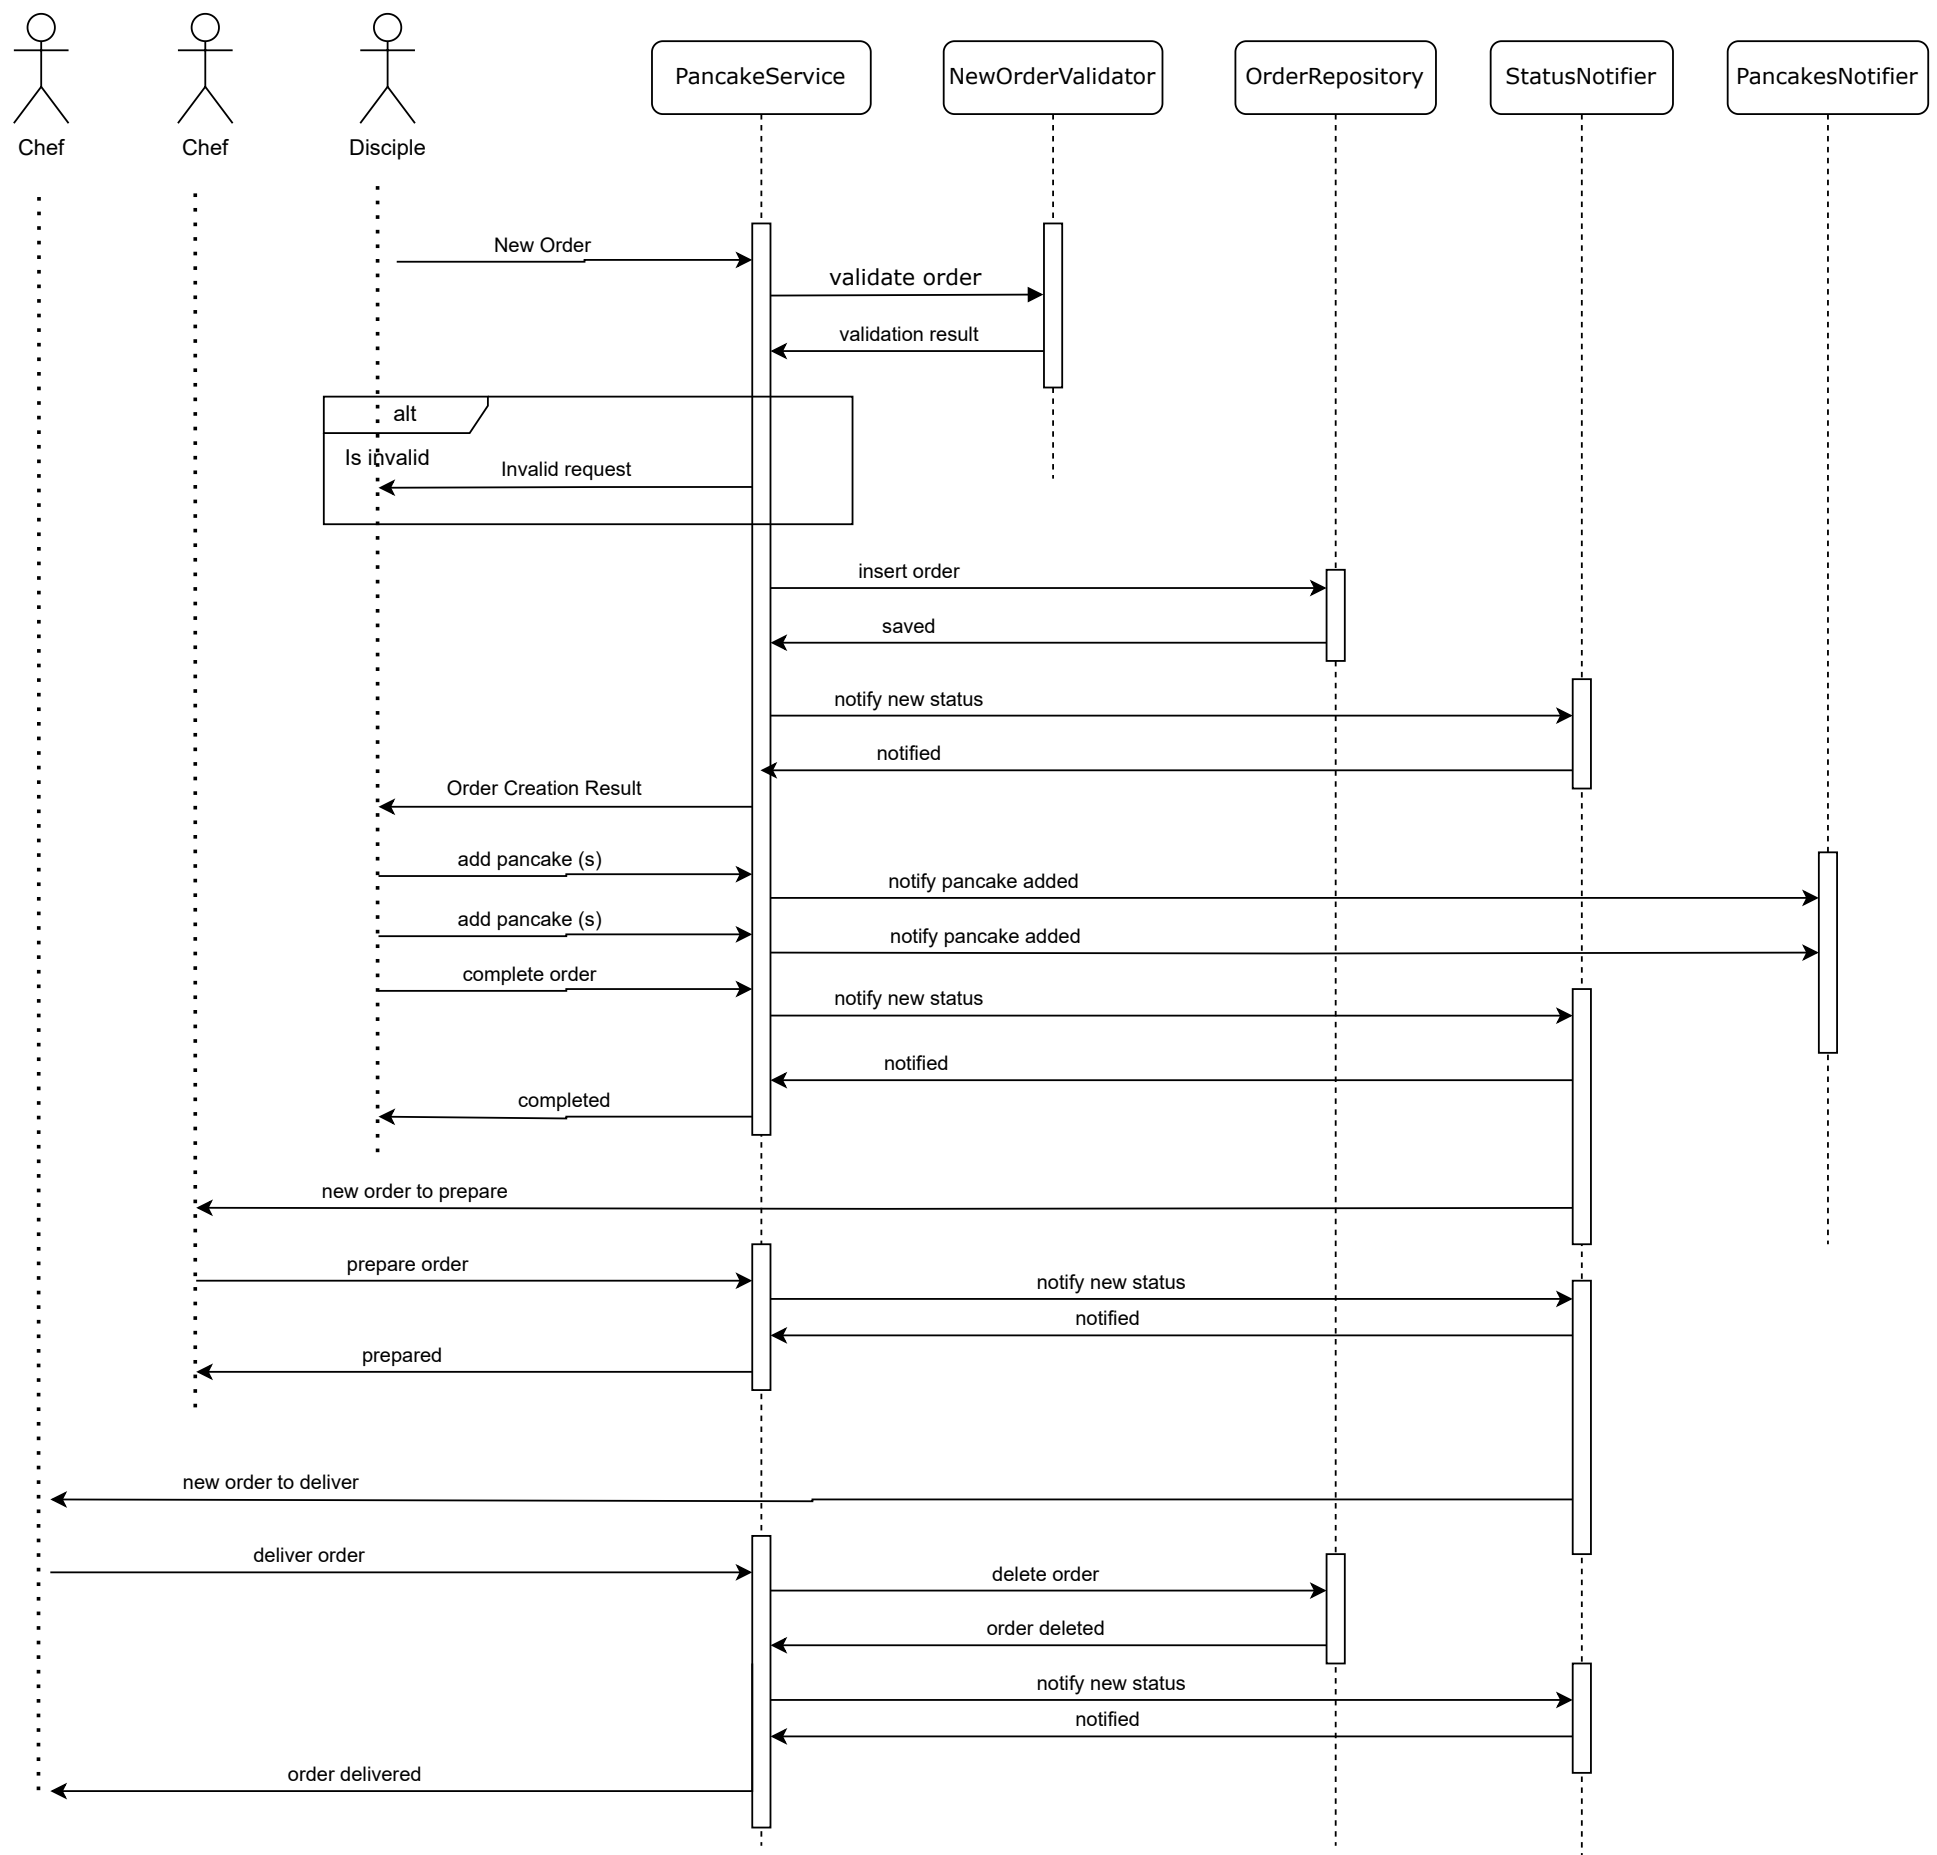 Chef
Chef
Disciple
PancakeService
NewOrderValidator
OrderRepository
StatusNotifier
PancakesNotifier
New Order
validate order
validation result
alt
Is invalid
Invalid request
insert order
saved
notify new status
notified
Order Creation Result
add pancake (s)
notify pancake added
add pancake (s)
notify pancake added
complete order
notify new status
notified
completed
new order to prepare
prepare order
notify new status
notified
prepared
new order to deliver
deliver order
delete order
order deleted
notify new status
notified
order delivered